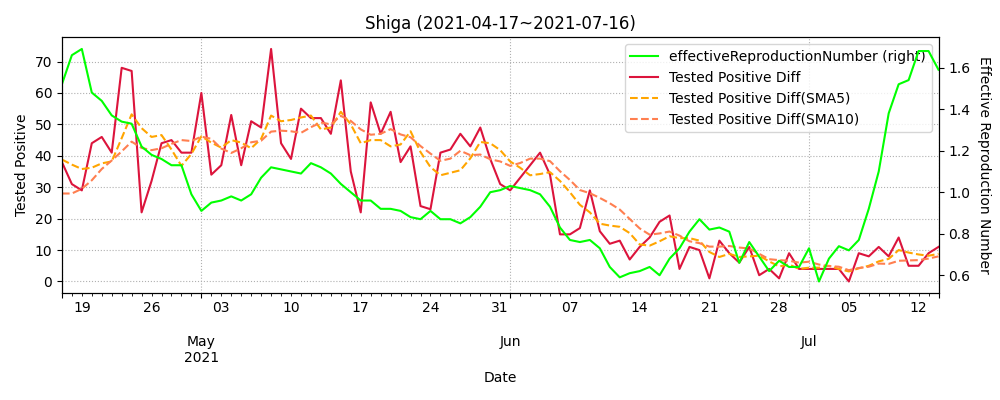 Shiga (2021-04-17~2021-07-16)
effectiveReproductionNumber (right)
Tested Positive Diff
Tested Positive Diff(SMA5)
Tested Positive Diff(SMA10)
Tested Positive
70
60
50
40
30
20
10
0
Effective Reproduction Number
1.6
1.4
1.2
1.0
0.8
0.6
19 26 03 10 17 24 31 07 14 21 28 05 12
May Jun Jul
2021
Date